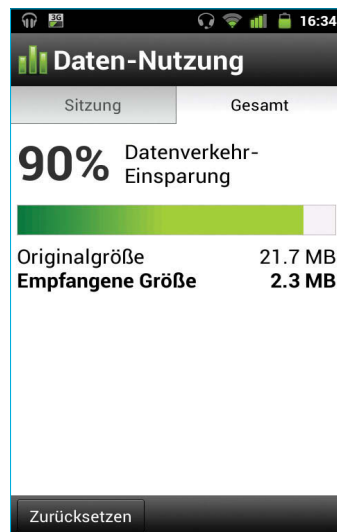 3G
16:34
Daten-Nutzung
Sitzung Gesamt
90% Datenverkehr-
Einsparung
Originalgröße 21.7 MB
Empfangene Größe 2.3 MB
Zurücksetzen